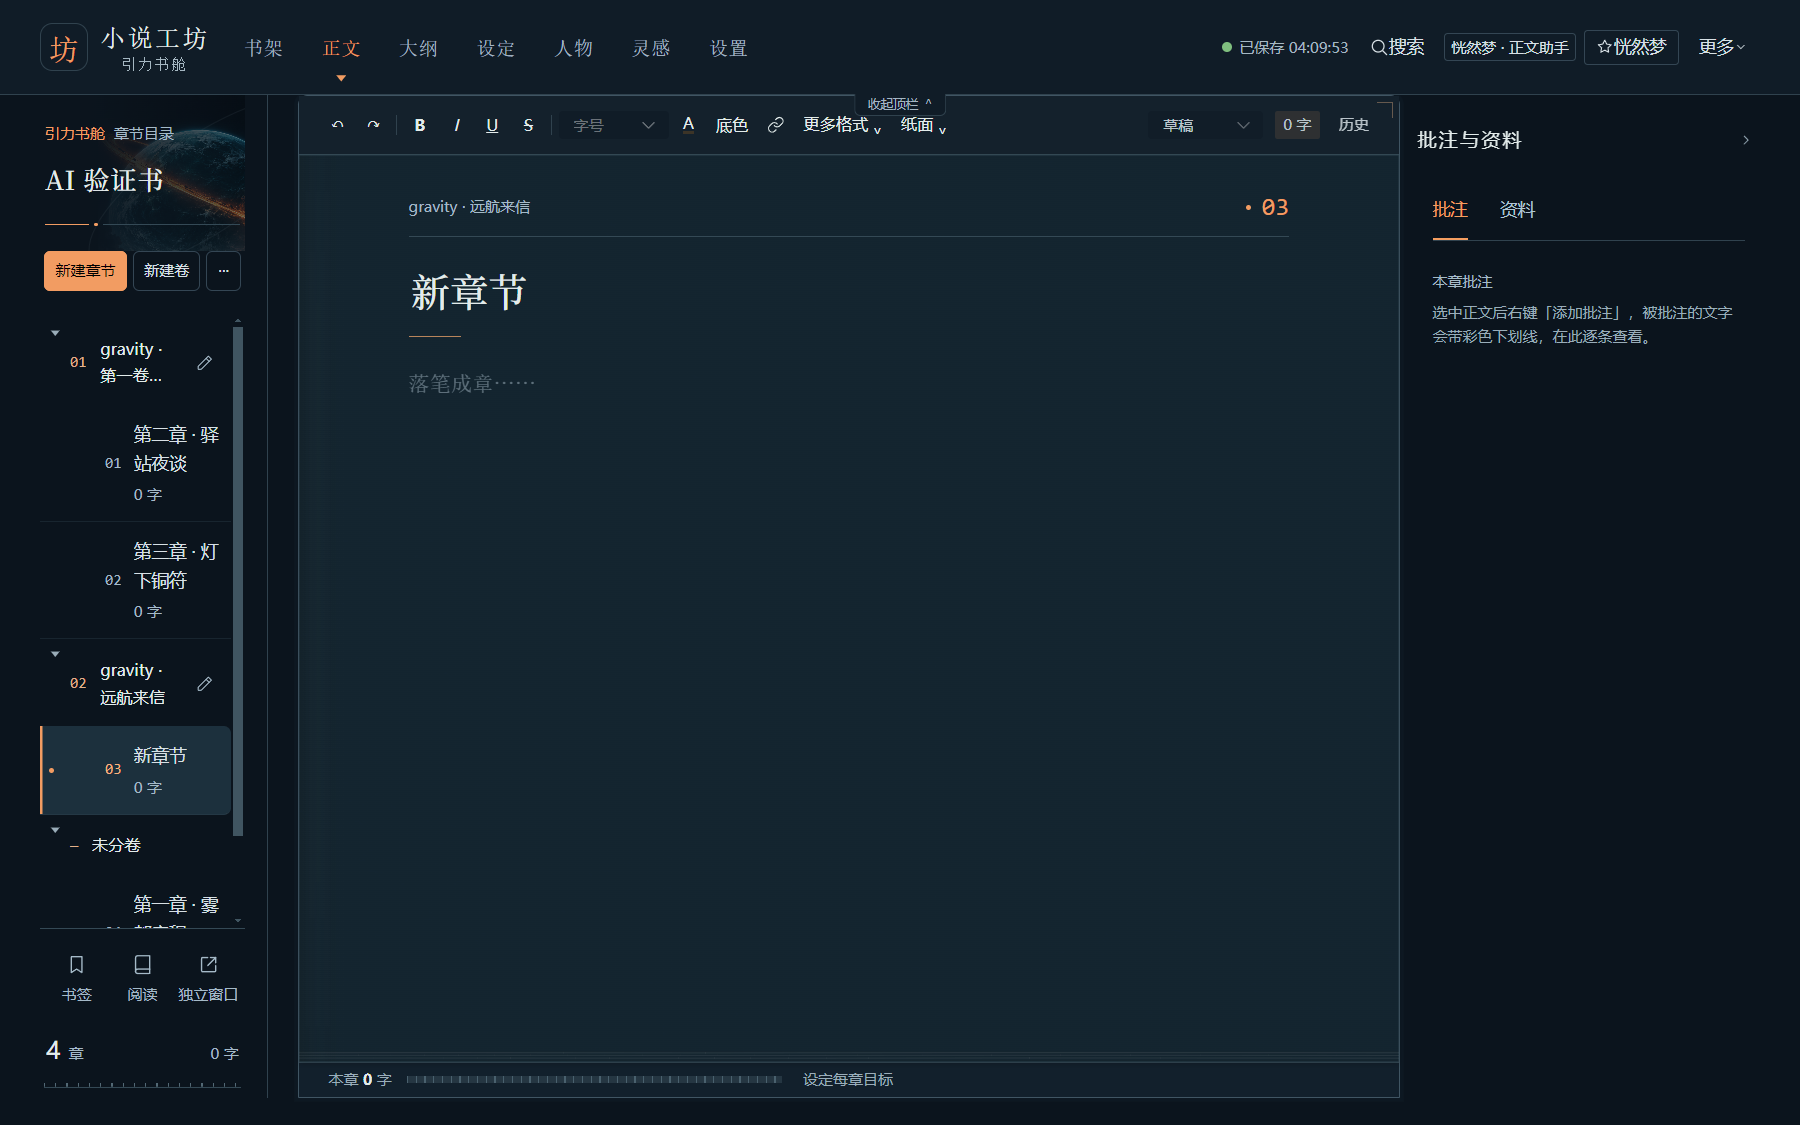 坊
小说工坊
引力书舱
书架 正文 大纲 设定 人物 灵感 设置
已保存 04:09:53 搜索 恍然梦 · 正文助手 恍然梦 更多
引力书舱 章节目录
AI 验证书
新建章节 新建卷 ...
01 gravity ·
第一卷...
第二章 · 驿
01 站夜谈
0 字
第三章 · 灯
02 下铜符
0 字
02 gravity ·
远航来信
03 新章节
0 字
– 未分卷
第一章 · 雾
书签 阅读 独立窗口
4 章 0 字
收起顶栏 ^
B I U S 字号 A 底色 更多格式 纸面 草稿 0 字 历史
gravity · 远航来信 • 03
新章节
落笔成章……
本章 0 字 设定每章目标
批注与资料
批注 资料
本章批注
选中正文后右键「添加批注」，被批注的文字
会带彩色下划线，在此逐条查看。